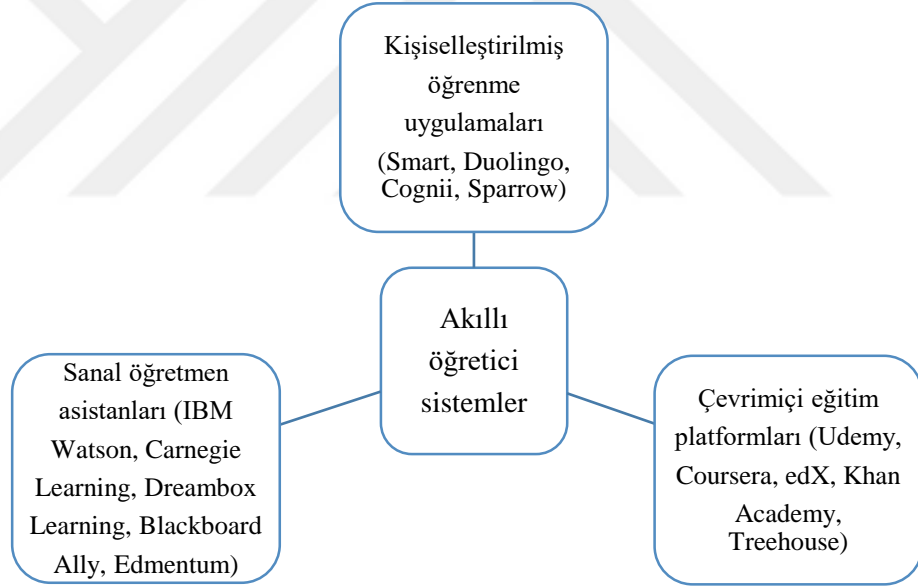 Kişiselleştirilmiş
öğrenme
uygulamaları
(Smart, Duolingo,
Cognii, Sparrow)
Akıllı
öğretici
sistemler
Sanal öğretmen
asistanları (IBM
Watson, Carnegie
Learning, Dreambox
Learning, Blackboard
Ally, Edmentum)
Çevrimiçi eğitim
platformları (Udemy,
Coursera, edX, Khan
Academy,
Treehouse)